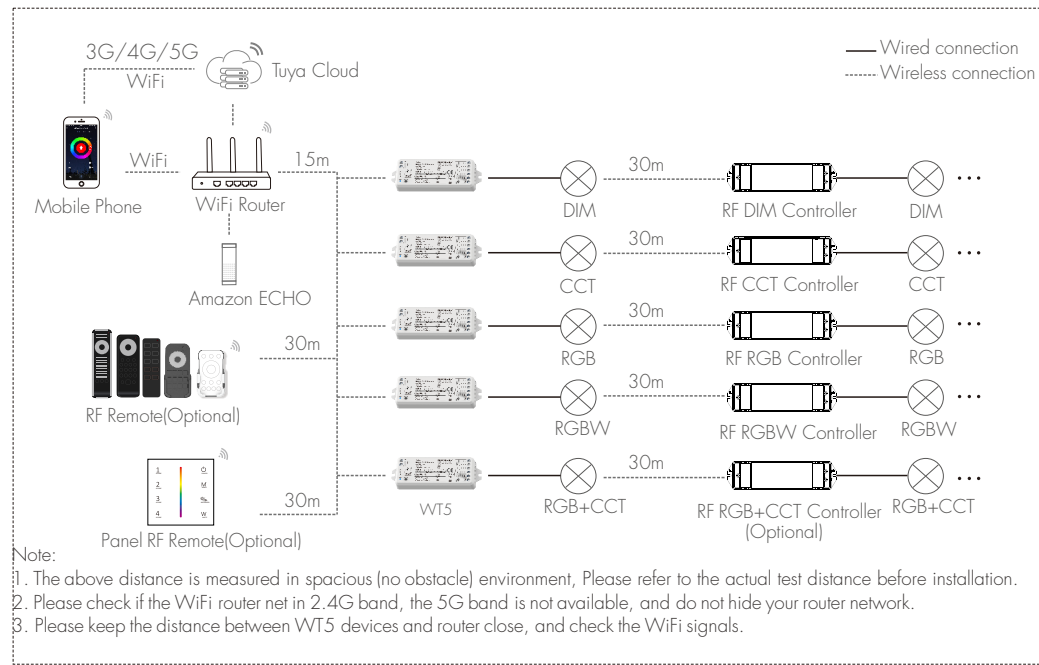 3G/4G/5G
WiFi
Tuya Cloud
Wired connection
Wireless connection
WiFi
15m
Mobile Phone
WiFi Router
30m
DIM
RF DIM Controller
DIM
Amazon ECHO
30m
CCT
RF CCT Controller
CCT
30m
30m
RGB
RF RGB Controller
RGB
RF Remote(Optional)
30m
RGBW
RF RGBW Controller
RGBW
1
2
3
4
M
W
30m
Panel RF Remote(Optional)
WT5
30m
RGB+CCT
RF RGB+CCT Controller
(Optional)
RGB+CCT
Note:
1. The above distance is measured in spacious (no obstacle) environment, Please refer to the actual test distance before installation.
2. Please check if the WiFi router net in 2.4G band, the 5G band is not available, and do not hide your router network.
3. Please keep the distance between WT5 devices and router close, and check the WiFi signals.